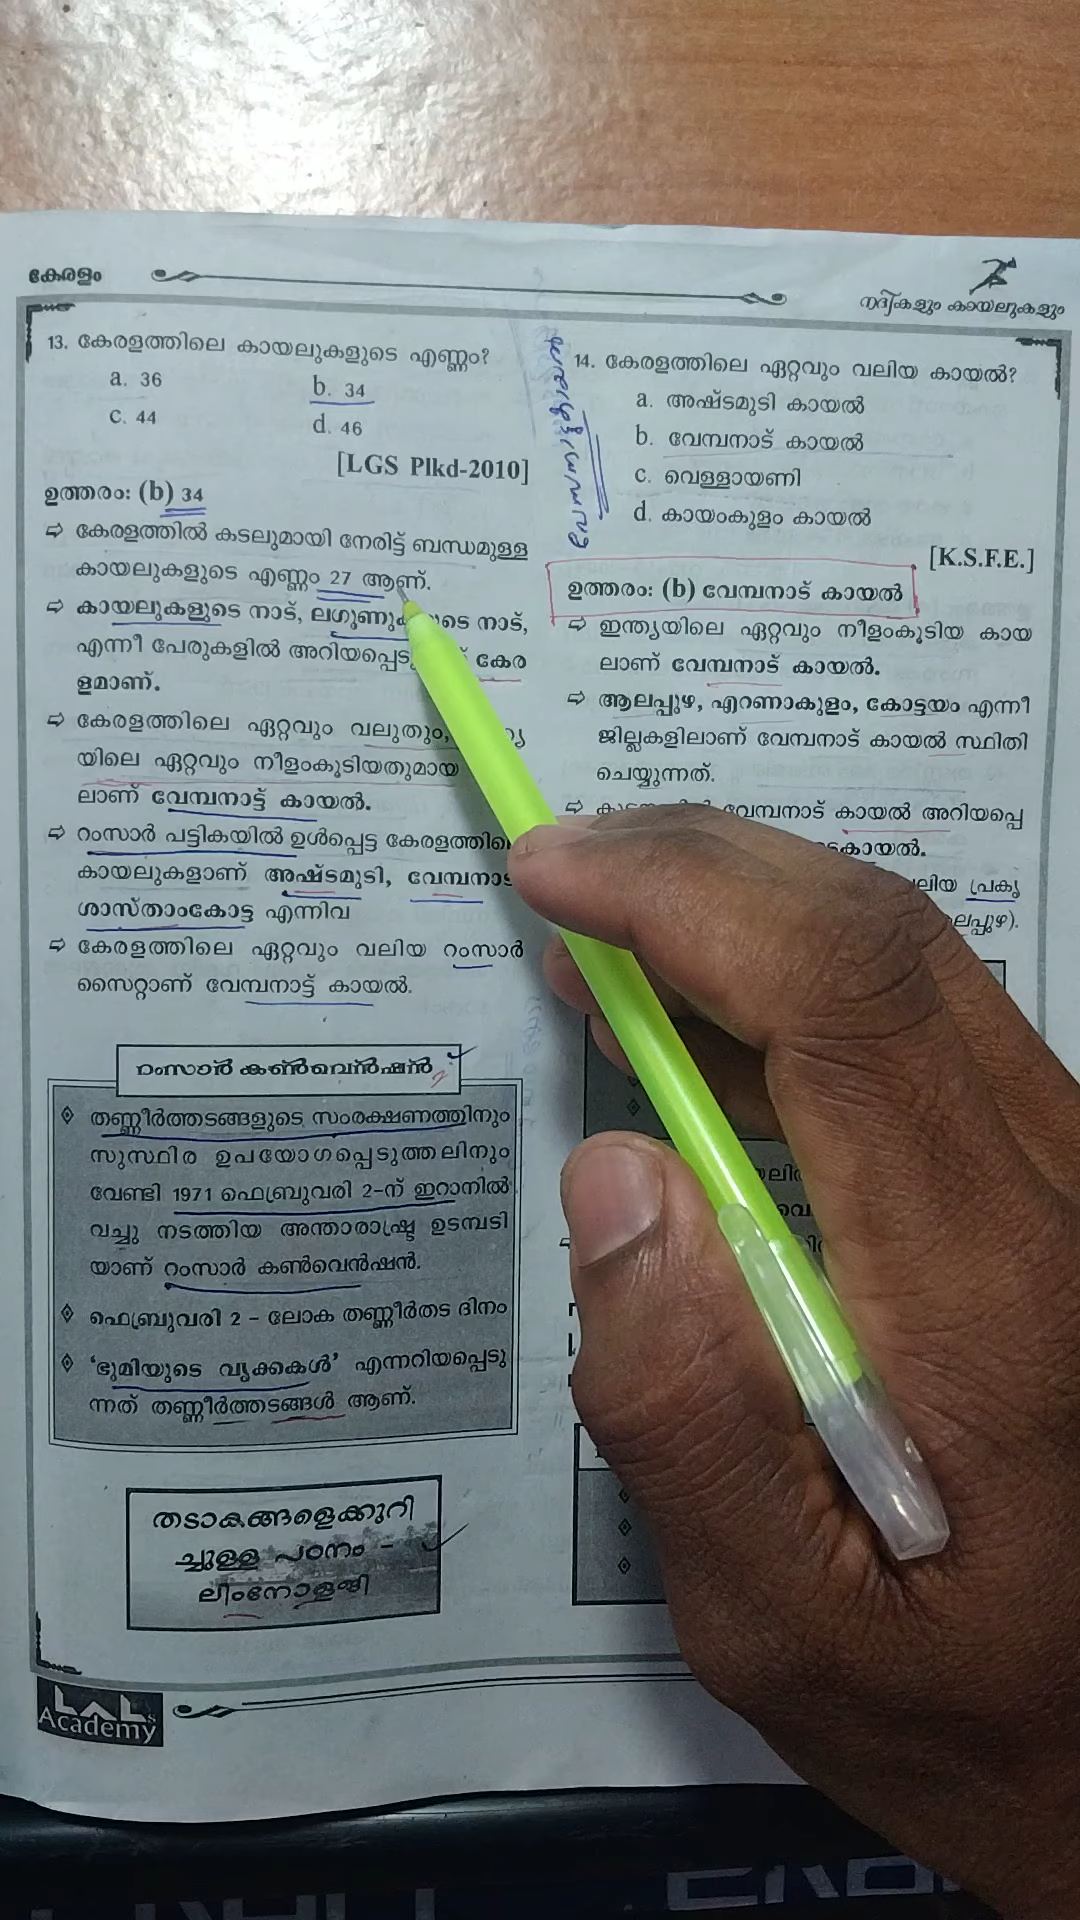 കേരളം
നദികളും കായലുകളും
13. കേരളത്തിലെ കായലുകളുടെ എണ്ണം?
a. 36
b. 34
c. 44
d. 46
[LGS Plkd-2010]
ഉത്തരം: (b) 34
➪ കേരളത്തിൽ കടലുമായി നേരിട്ട് ബന്ധമുള്ള
കായലുകളുടെ എണ്ണം 27 ആണ്.
➪ കായലുകളുടെ നാട്, നാട്,
എന്നീ പേരുകളിൽ കേര
ളമാണ്.
➪ കേരളത്തിലെ ഏറ്റവും വലുതും,
യിലെ ഏറ്റവും നീളംകൂടിയതുമായ
ലാണ് വേമ്പനാട്ട് കായൽ.
➪ റംസാർ പട്ടികയിൽ ഉൾപ്പെട്ട
കായലുകളാണ് അഷ്ടമുടി,
ശാസ്താംകോട്ട എന്നിവ
➪ കേരളത്തിലെ ഏറ്റവും വലിയ റംസാർ
സൈറ്റാണ് വേമ്പനാട്ട് കായൽ.
റംസാർ കൺവെൻഷൻ
തണ്ണീർത്തടങ്ങളുടെ സംരക്ഷണത്തിനും
സുസ്ഥിര ഉപയോഗപ്പെടുത്തലിനും
വേണ്ടി 1971 ഫെബ്രുവരി 2-ന് ഇറാനിൽ
വച്ചു നടത്തിയ അന്താരാഷ്ട്ര ഉടമ്പടി
യാണ് റംസാർ കൺവെൻഷൻ.
ഫെബ്രുവരി 2 – ലോക തണ്ണീർതട ദിനം
‘ഭൂമിയുടെ വൃക്കകൾ’ എന്നറിയപ്പെടു
ന്നത് തണ്ണീർത്തടങ്ങൾ ആണ്.
തടാകങ്ങളെക്കുറി
ച്ചുള്ള പഠനം –
ലിംനോളജി
14. കേരളത്തിലെ ഏറ്റവും വലിയ കായൽ?
a. അഷ്ടമുടി കായൽ
b. വേമ്പനാട് കായൽ
c. വെള്ളായണി
d. കായംകുളം കായൽ
[K.S.F.E.]
ഉത്തരം: (b) വേമ്പനാട് കായൽ
➪ ഇന്ത്യയിലെ ഏറ്റവും നീളംകൂടിയ കായ
ലാണ് വേമ്പനാട് കായൽ.
➪ ആലപ്പുഴ, എറണാകുളം, കോട്ടയം എന്നീ
ജില്ലകളിലാണ് വേമ്പനാട് കായൽ സ്ഥിതി
ചെയ്യുന്നത്.
➪ വേമ്പനാട് കായൽ അറിയപ്പെ
കായൽ.
പ്രകൃ
LAL's
Academy